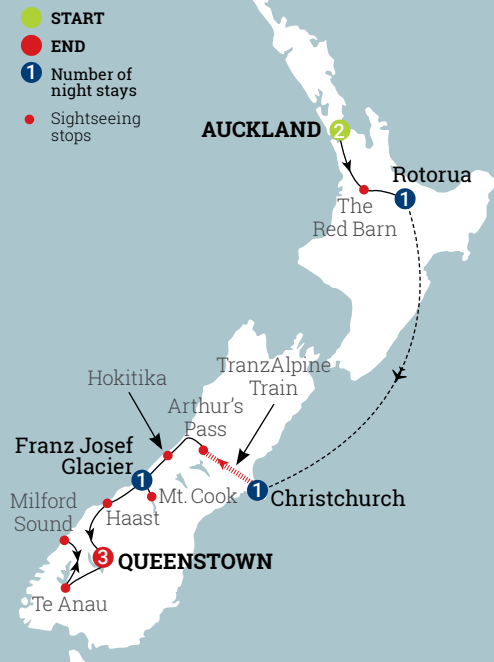 START
END
1 Number of
night stays
Sightseeing
stops
AUCKLAND 2
Rotorua
1
The
Red Barn
TranzAlpine
Train
Hokitika
Arthur's
Pass
Franz Josef
Glacier
1
Mt. Cook
1 Christchurch
Milford
Sound
Haast
3 QUEENSTOWN
Te Anau